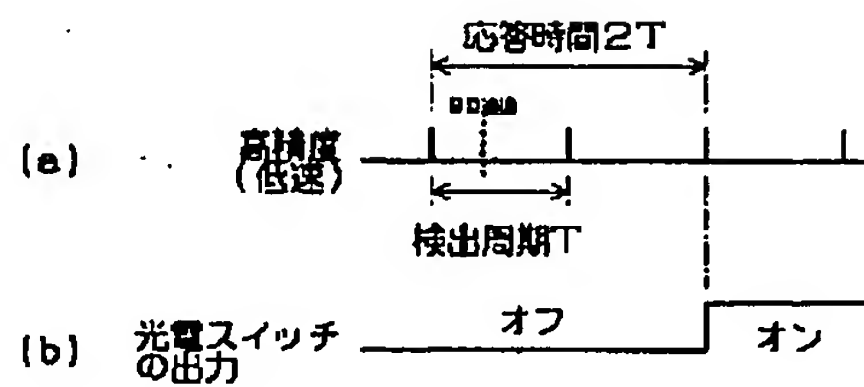 応答時間2T
(a)
高精度
(低速)
検出周期T
(b)
光電スイッチ
の出力
オフ
オン